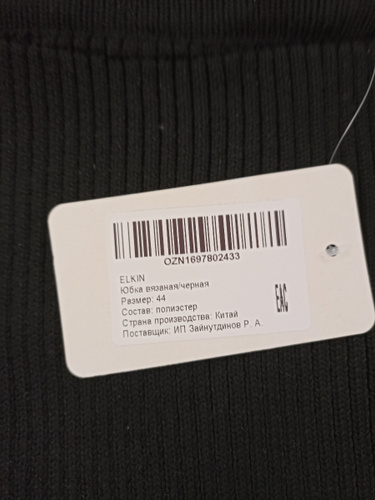 OZN1697802433
ELKIN
Юбка вязаная/черная
Размер: 44
Состав: полиэстер
Страна производства: Китай
Поставщик: ИП Зайнутдинов Р. А.
EAC